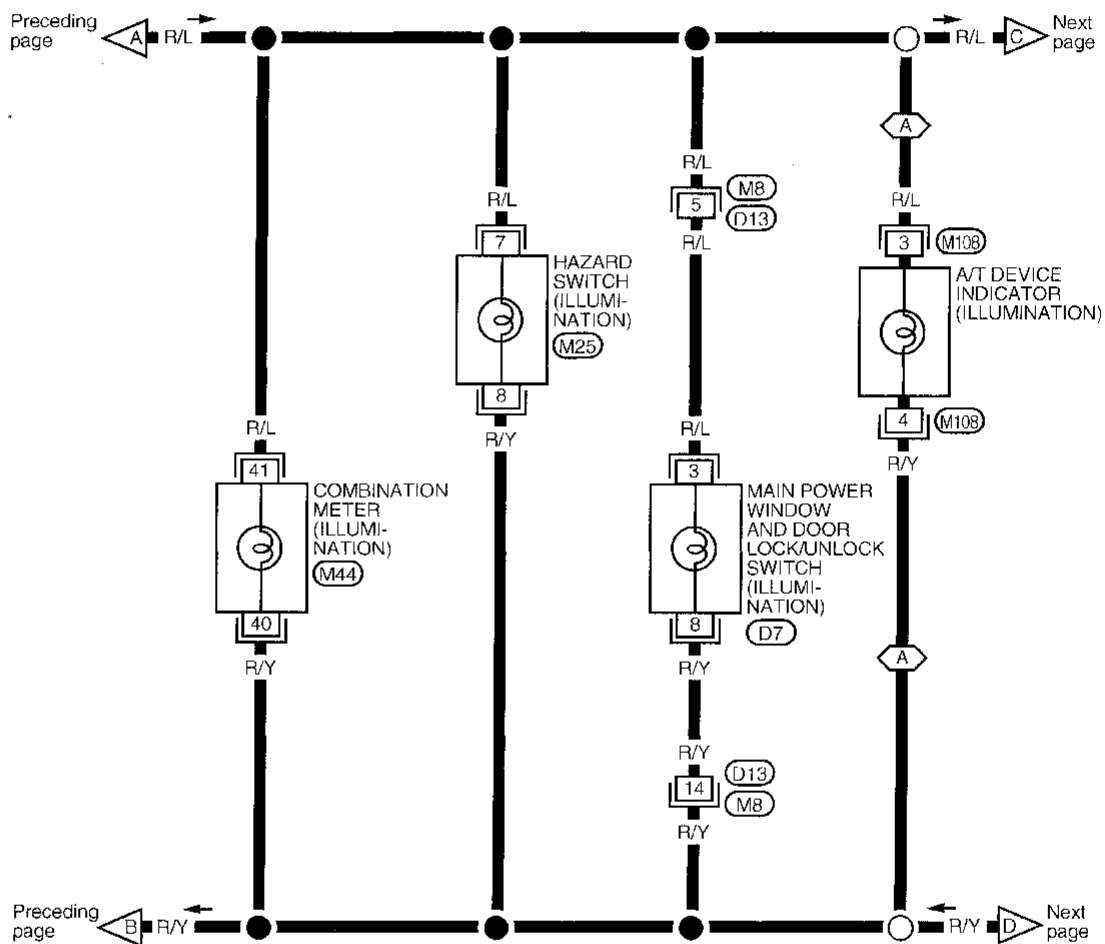 Preceding
page
A
R/L
R/L
C
Next
page
A
R/L
M8
5
D13
R/L
R/L
R/L
7
HAZARD
SWITCH
(ILLUMI-
NATION)
M25
8
R/Y
3
M108
A/T DEVICE
INDICATOR
(ILLUMINATION)
4
M108
R/Y
R/L
41
COMBINATION
METER
(ILLUMI-
NATION)
M44
40
R/Y
R/L
3
MAIN POWER
WINDOW
AND DOOR
LOCK/UNLOCK
SWITCH
(ILLUMI-
NATION)
8
D7
R/Y
A
R/Y
D13
14
M8
R/Y
Preceding
page
B
R/Y
R/Y
D
Next
page